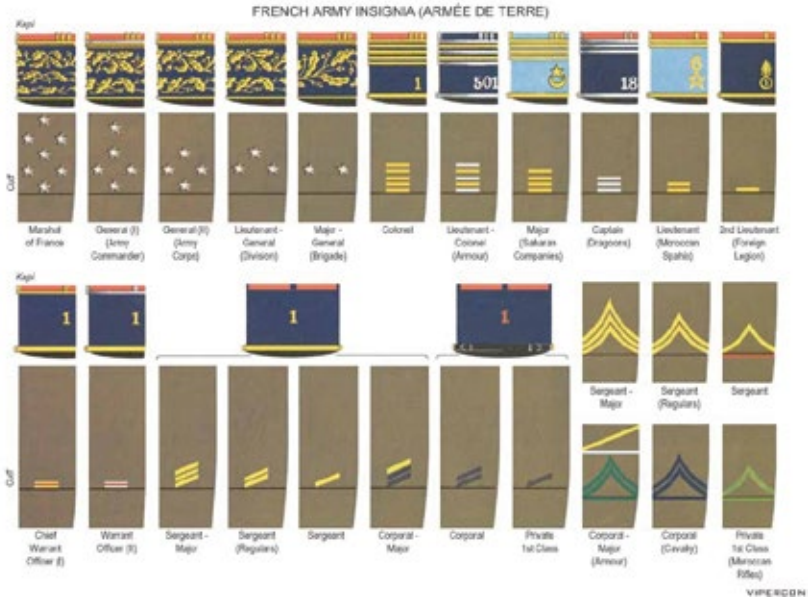 FRENCH ARMY INSIGNIA (ARMÉE DE TERRE)
Kepi
1
501
18
Cuff
Marshal
of France
General (I)
(Army
Commander)
General (II)
(Army
Corps)
Lieutenant -
General
(Division)
Major -
General
(Brigade)
Colonel
Lieutenant -
Colonel
(Armour)
Major
(Saharan
Companies)
Captain
(Dragoons)
Lieutenant
(Moroccan
Spahis)
2nd Lieutenant
(Foreign
Legion)
Kepi
1
1
1
1
Sergeant -
Major
Sergeant
(Regulars)
Sergeant
Cuff
Chief
Warrant
Officer (I)
Warrant
Officer (II)
Sergeant -
Major
Sergeant
(Regulars)
Sergeant
Corporal -
Major
Corporal
Private
1st Class
Corporal -
Major
(Armour)
Corporal
(Cavalry)
Private
1st Class
(Moroccan
Rifles)
VIPERCON